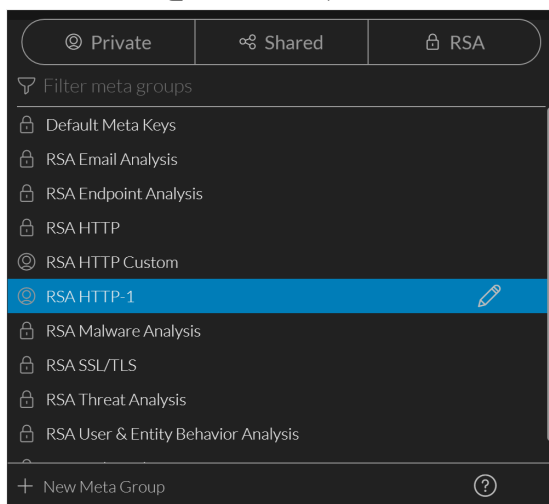 Private Shared RSA
Filter meta groups
Default Meta Keys
RSA Email Analysis
RSA Endpoint Analysis
RSA HTTP
RSA HTTP Custom
RSA HTTP-1
RSA Malware Analysis
RSA SSL/TLS
RSA Threat Analysis
RSA User & Entity Behavior Analysis
+ New Meta Group ?